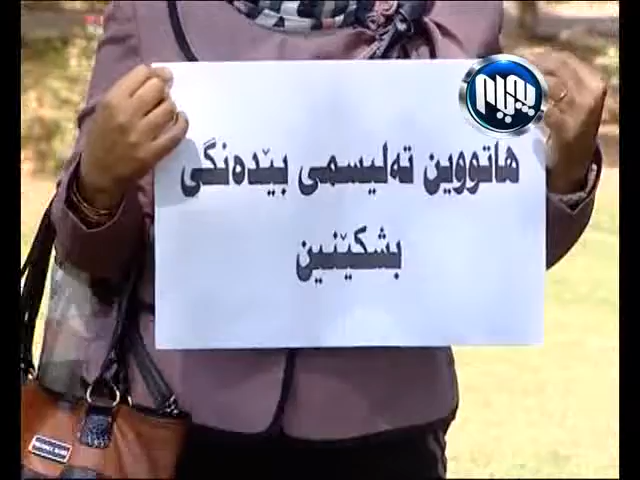 هاتووین تەلیسمی بێدەنگی
بشکێنین